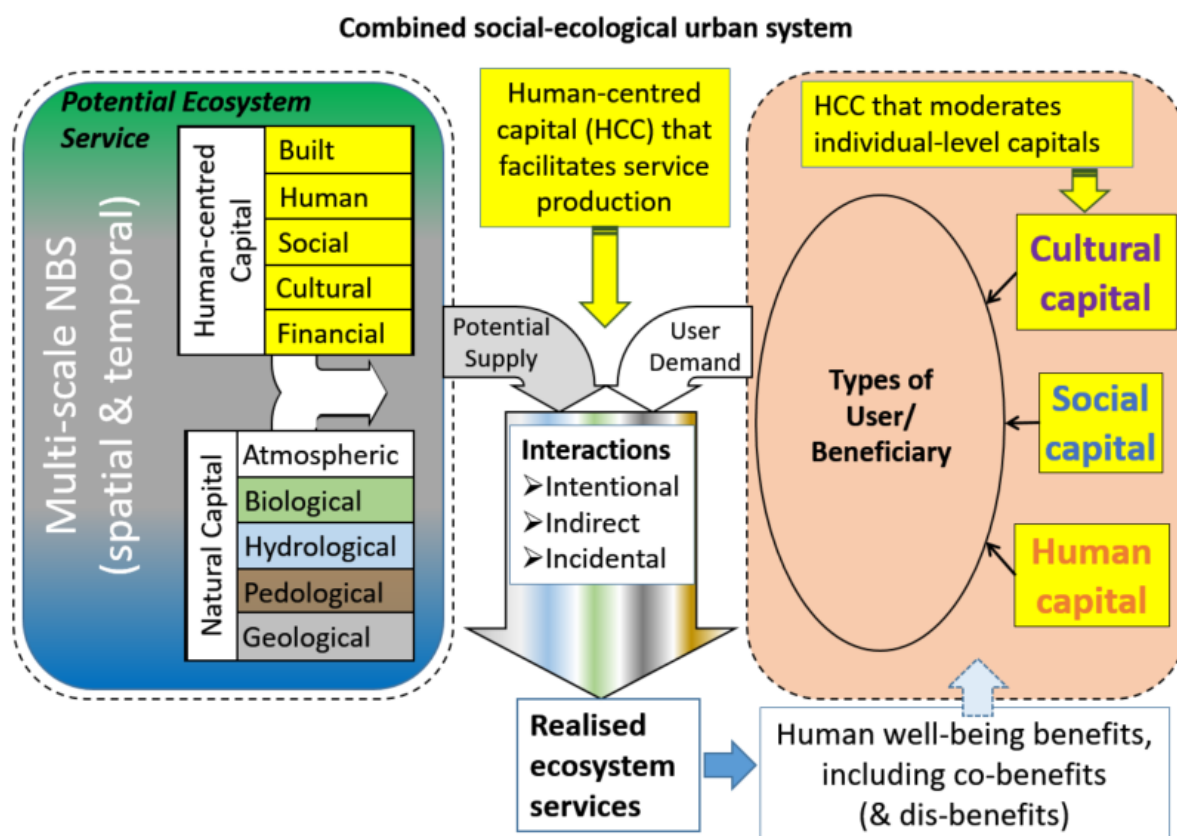 Combined social-ecological urban system
Potential Ecosystem
Service
Multi-scale NBS
(spatial & temporal)
Human-centred
Capital
Built
Human
Social
Cultural
Financial
Natural Capital
Atmospheric
Biological
Hydrological
Pedological
Geological
Human-centred
capital (HCC) that
facilitates service
production
Potential
Supply
User
Demand
Interactions
➢Intentional
➢Indirect
➢Incidental
Realised
ecosystem
services
HCC that moderates
individual-level capitals
Types of
User/
Beneficiary
Cultural
capital
Social
capital
Human
capital
Human well-being benefits,
including co-benefits
(& dis-benefits)